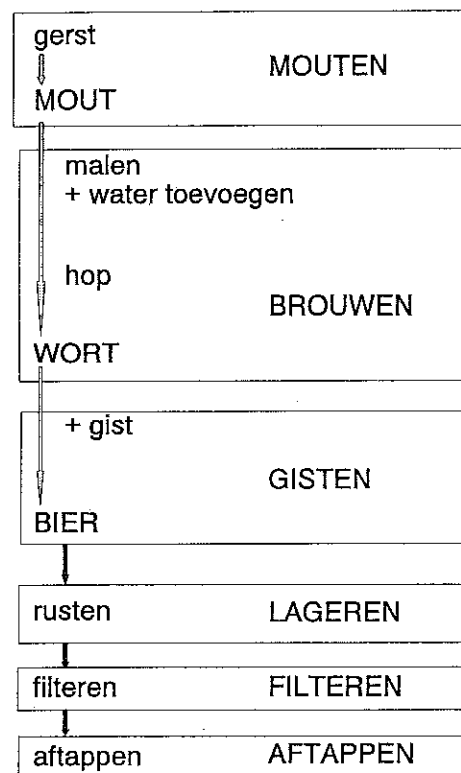 gerst
MOUTEN
MOUT
malen
+ water toevoegen
hop
BROUWEN
WORT
+ gist
GISTEN
BIER
rusten LAGEREN
filteren FILTEREN
aftappen AFTAPPEN